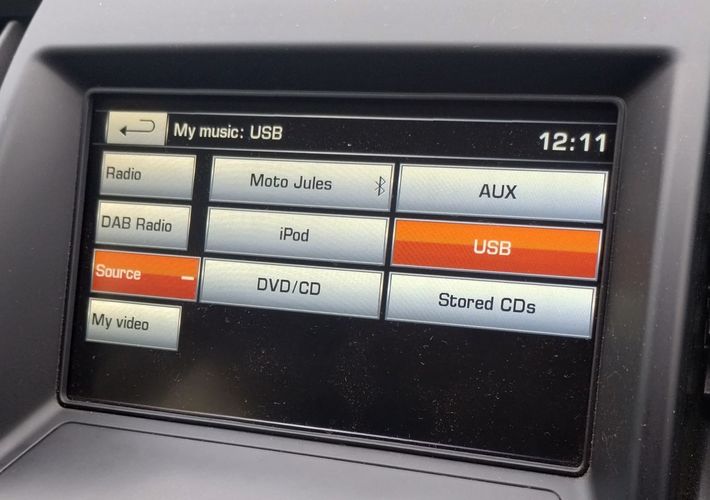 My music: USB
12:11
Radio
Moto Jules
AUX
DAB Radio
iPod
USB
Source
DVD/CD
Stored CDs
My video